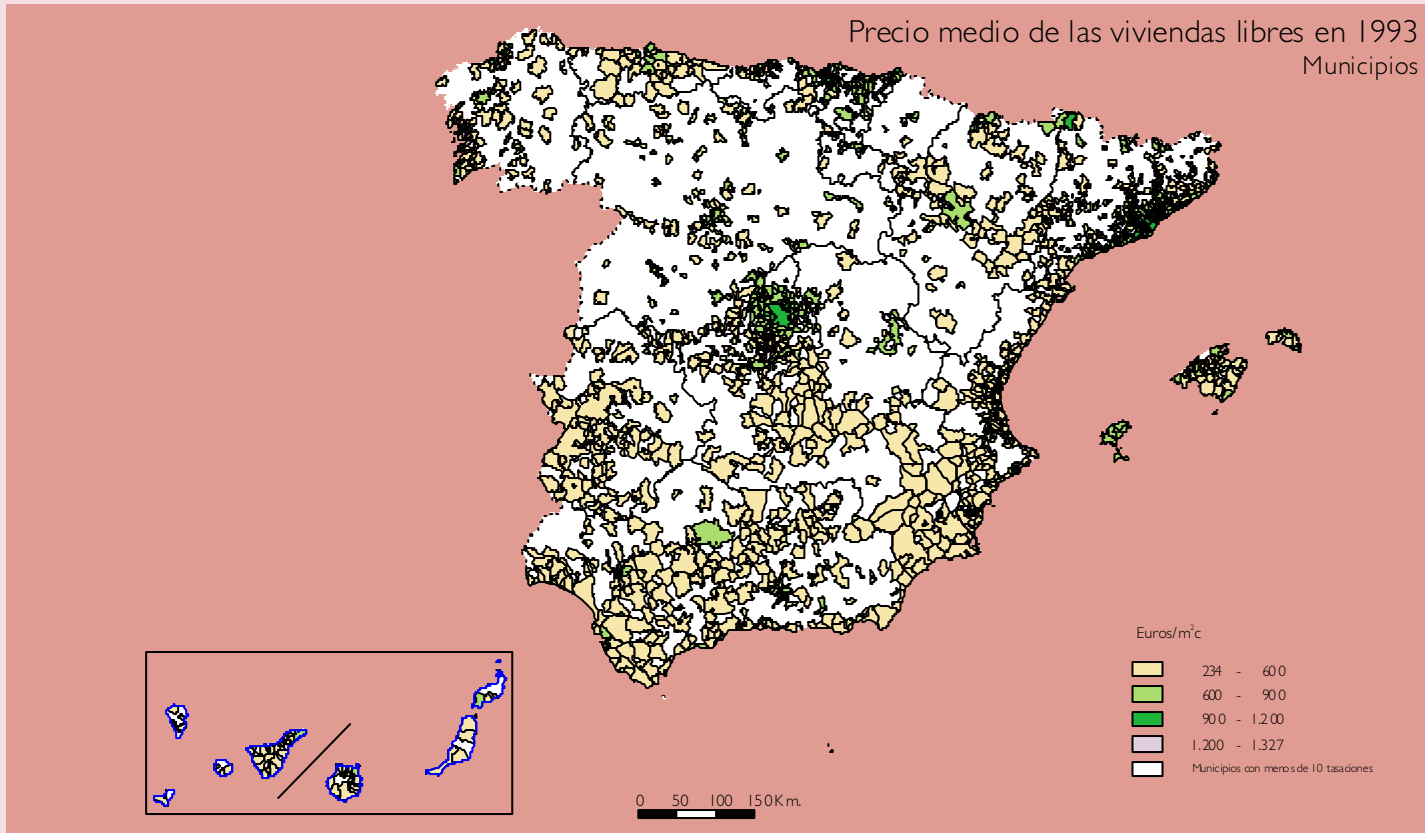 Precio medio de las viviendas libres en 1993
Municipios
Euros/m²c
234 - 600
600 - 900
900 - 1.200
1.200 - 1.327
Municipios con menos de 10 tasaciones
0 50 100 150 Km.